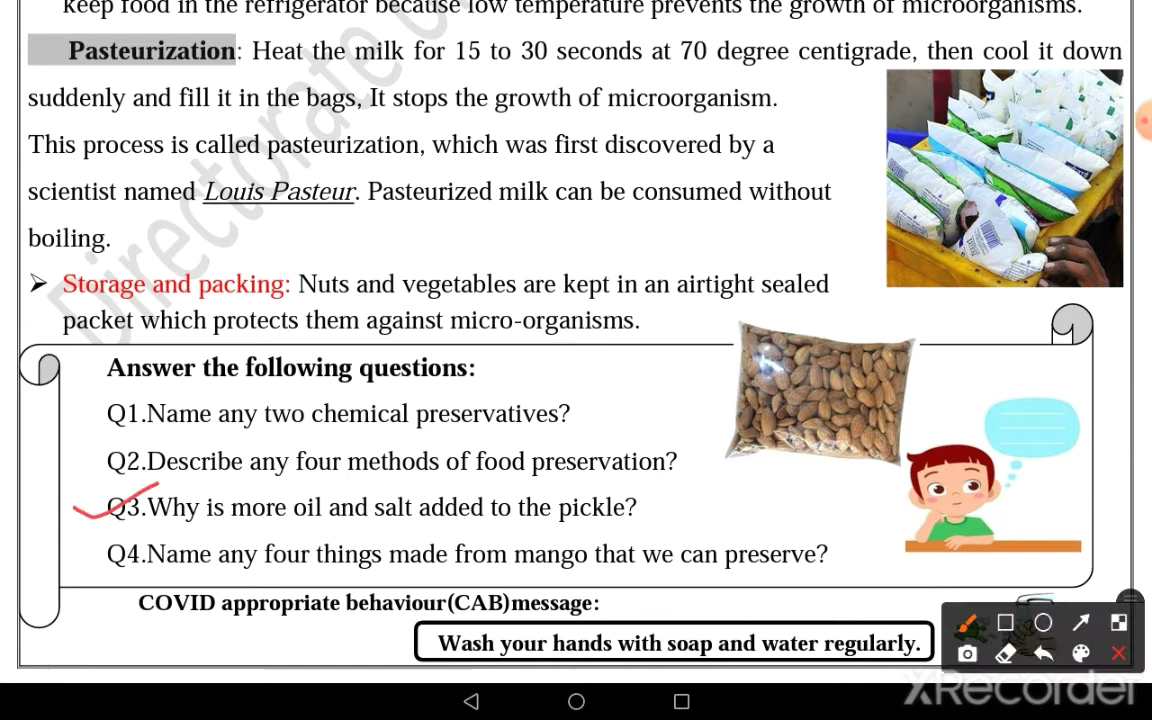 keep food in the refrigerator because low temperature prevents the growth of microorganisms.
Pasteurization: Heat the milk for 15 to 30 seconds at 70 degree centigrade, then cool it down
suddenly and fill it in the bags, It stops the growth of microorganism.
This process is called pasteurization, which was first discovered by a
scientist named Louis Pasteur. Pasteurized milk can be consumed without
boiling.
➢ Storage and packing: Nuts and vegetables are kept in an airtight sealed
packet which protects them against micro-organisms.
Answer the following questions:
Q1.Name any two chemical preservatives?
Q2.Describe any four methods of food preservation?
Q3.Why is more oil and salt added to the pickle?
Q4.Name any four things made from mango that we can preserve?
COVID appropriate behaviour(CAB)message:
Wash your hands with soap and water regularly.
Directorate
XRecorder